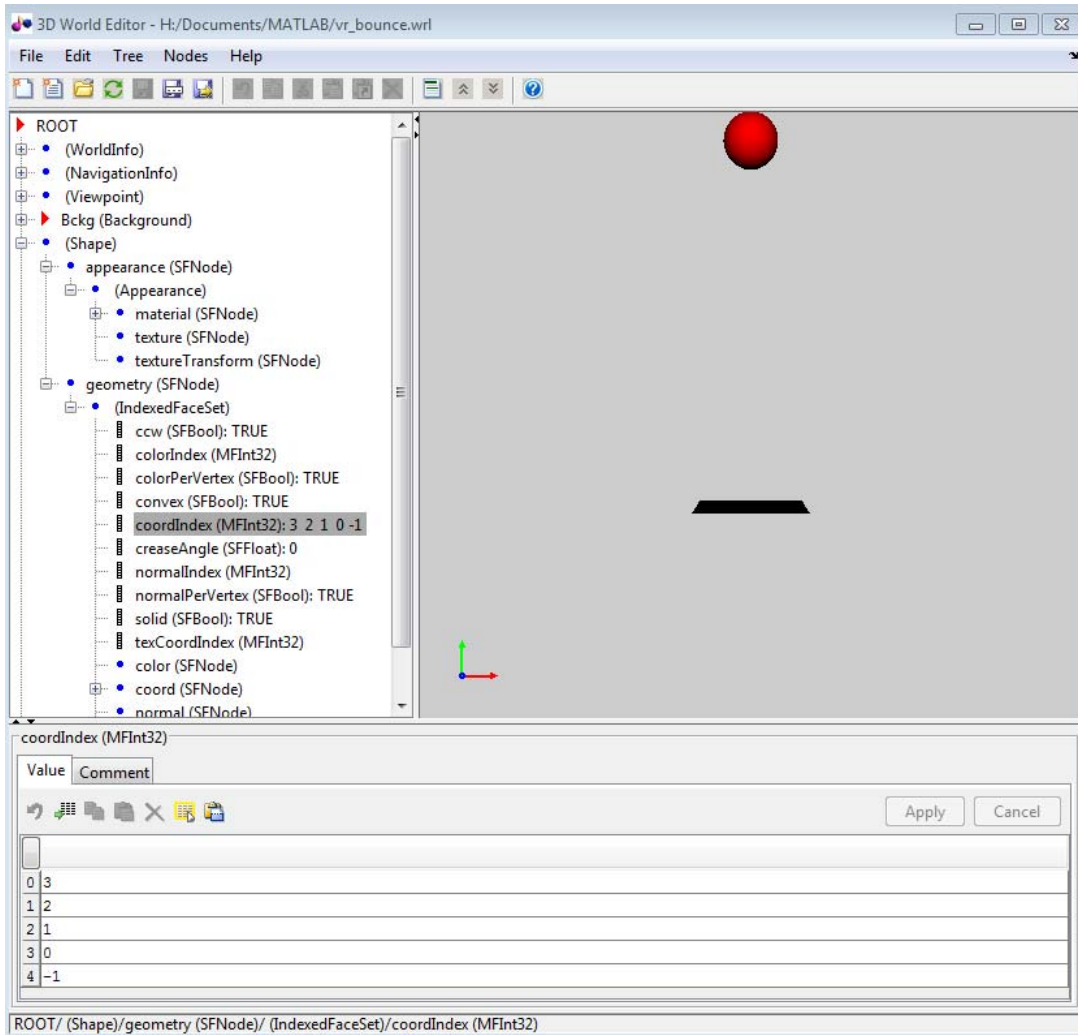 3D World Editor - H:/Documents/MATLAB/vr_bounce.wrl
File Edit Tree Nodes Help
ROOT
(WorldInfo)
(NavigationInfo)
(Viewpoint)
Bckg (Background)
(Shape)
appearance (SFNode)
(Appearance)
material (SFNode)
texture (SFNode)
textureTransform (SFNode)
geometry (SFNode)
(IndexedFaceSet)
ccw (SFBool): TRUE
colorIndex (MFInt32)
colorPerVertex (SFBool): TRUE
convex (SFBool): TRUE
coordIndex (MFInt32): 3 2 1 0 -1
creaseAngle (SFFloat): 0
normalIndex (MFInt32)
normalPerVertex (SFBool): TRUE
solid (SFBool): TRUE
texCoordIndex (MFInt32)
color (SFNode)
coord (SFNode)
normal (SFNode)
coordIndex (MFInt32)
Value Comment
Apply Cancel
0 3
1 2
2 1
3 0
4 -1
ROOT/ (Shape)/geometry (SFNode)/ (IndexedFaceSet)/coordIndex (MFInt32)